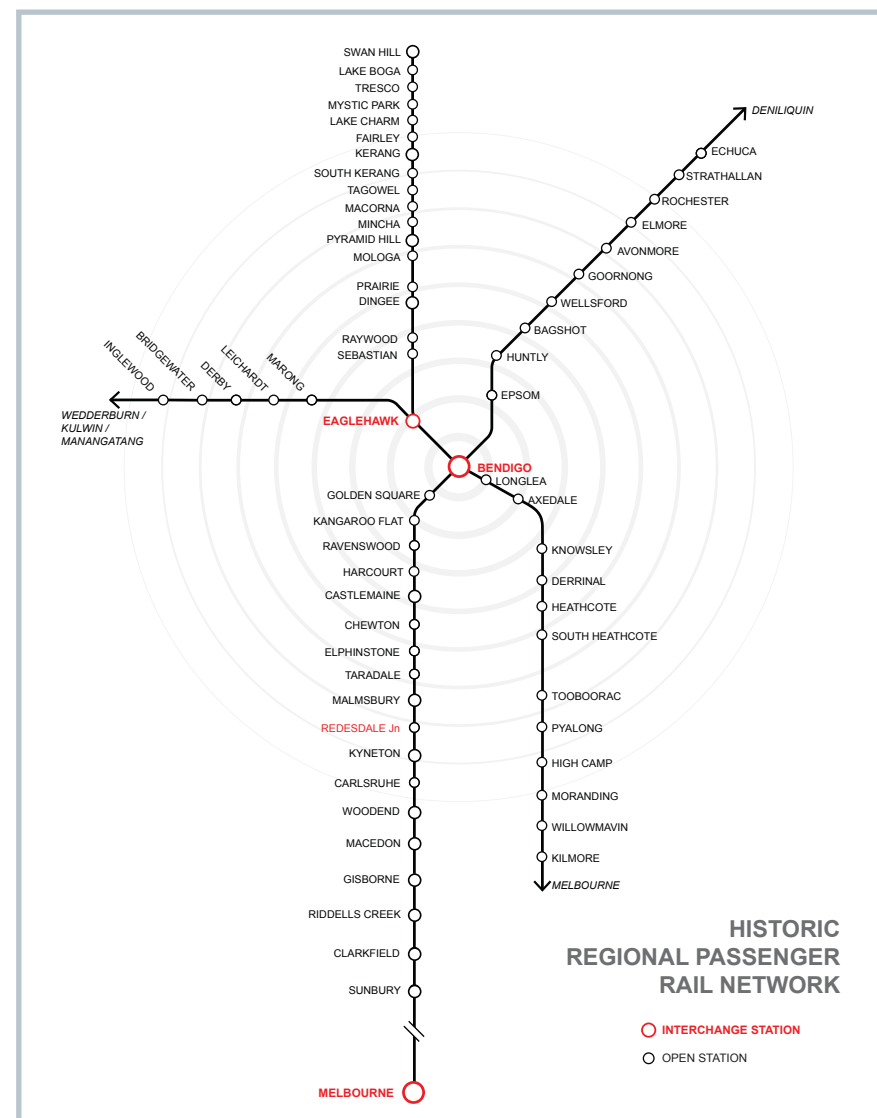 SWAN HILL
LAKE BOGA
TRESCO
MYSTIC PARK
LAKE CHARM
FAIRLEY
KERANG
SOUTH KERANG
TAGOWEL
MACORNA
MINCHA
PYRAMID HILL
MOLOGA
PRAIRIE
DINGEE
RAYWOOD
SEBASTIAN
DENILIQUIN
ECHUCA
STRATHALLAN
ROCHESTER
ELMORE
AVONMORE
GOORNONG
WELLSFORD
BAGSHOT
HUNTLY
EPSOM
INGLEWOOD
BRIDGEWATER
DERBY
LEICHARDT
MARONG
WEDDERBURN /
KULWIN /
MANANGATANG
EAGLEHAWK
BENDIGO
LONGLEA
AXEDALE
KNOWSLEY
DERRINAL
HEATHCOTE
SOUTH HEATHCOTE
TOOBOORAC
PYALONG
HIGH CAMP
MORANDING
WILLOWMAVIN
KILMORE
MELBOURNE
GOLDEN SQUARE
KANGAROO FLAT
RAVENSWOOD
HARCOURT
CASTLEMAINE
CHEWTON
ELPHINSTONE
TARADALE
MALMSBURY
REDESDALE Jn
KYNETON
CARLSRUHE
WOODEND
MACEDON
GISBORNE
RIDDELLS CREEK
CLARKFIELD
SUNBURY
MELBOURNE
HISTORIC
REGIONAL PASSENGER
RAIL NETWORK
INTERCHANGE STATION
OPEN STATION